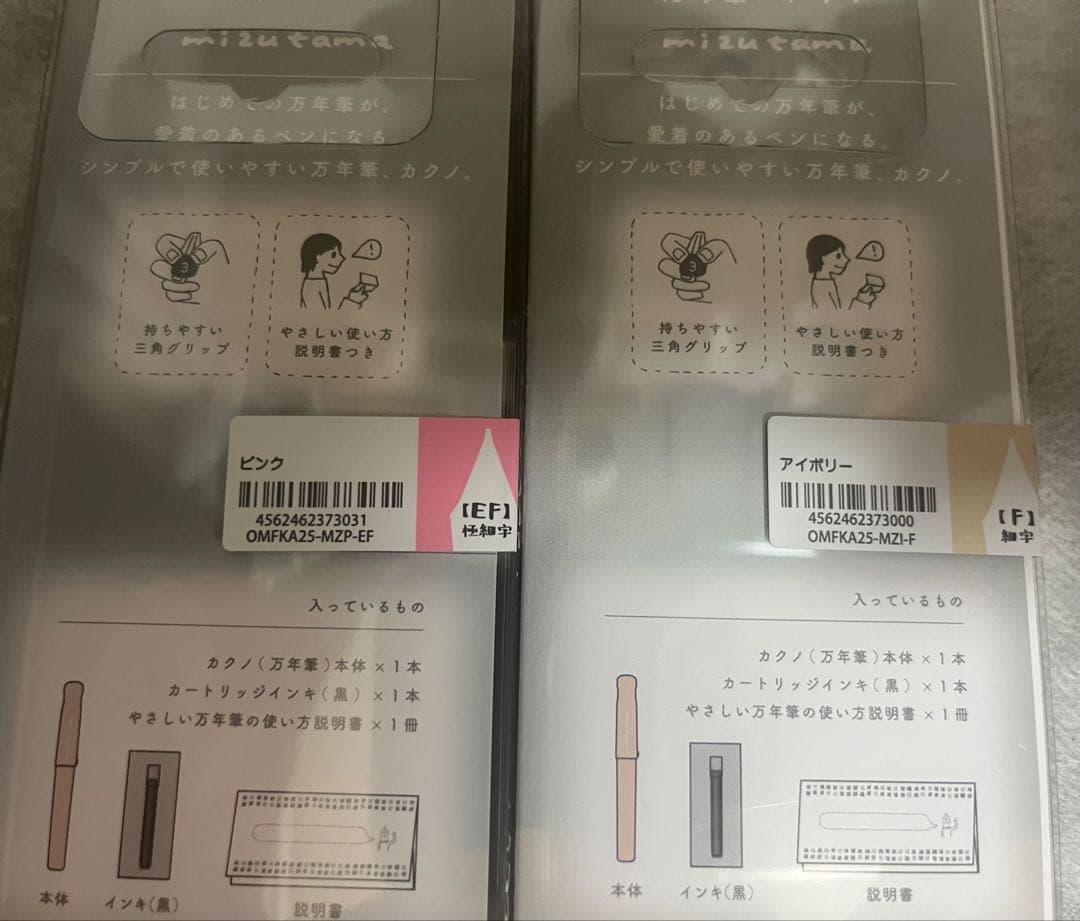 mizutama
はじめての万年筆が、
愛着のあるペンになる
シンプルで使いやすい万年筆、カクノ。
3
持ちやすい
三角グリップ
!
やさしい使い方
説明書つき
ピンク
4562462373031
OMFKA25-MZP-EF
【EF】
極細字
入っているもの
カクノ(万年筆)本体×1本
カートリッジインキ(黒)×1本
やさしい万年筆の使い方説明書×1冊
本体
インキ(黒)
説明書
mizutama
はじめての万年筆が、
愛着のあるペンになる。
シンプルで使いやすい万年筆、カクノ。
3
持ちやすい
三角グリップ
!
やさしい使い方
説明書つき
アイボリー
4562462373000
OMFKA25-MZI-F
【F】
細字
入っているもの
カクノ(万年筆)本体×1本
カートリッジインキ(黒)×1本
やさしい万年筆の使い方説明書×1冊
本体
インキ(黒)
説明書